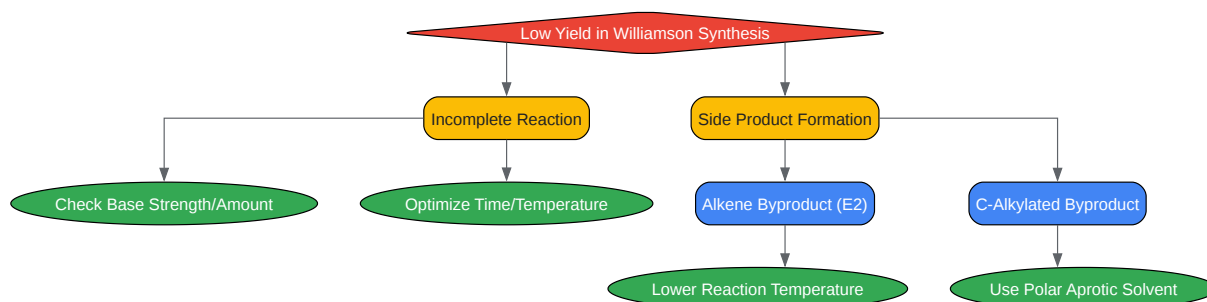 Low Yield in Williamson Synthesis
Incomplete Reaction
Side Product Formation
Check Base Strength/Amount
Optimize Time/Temperature
Alkene Byproduct (E2)
C-Alkylated Byproduct
Lower Reaction Temperature
Use Polar Aprotic Solvent